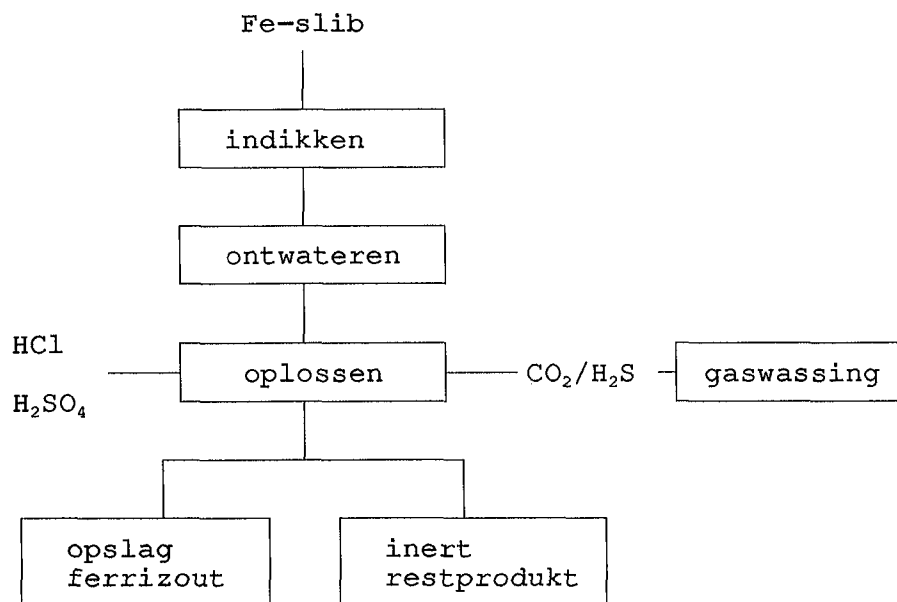 Fe-slib
indikken
ontwateren
HCl
H₂SO₄
oplossen
CO₂/H₂S
gaswassing
opslag
ferrizout
inert
restprodukt